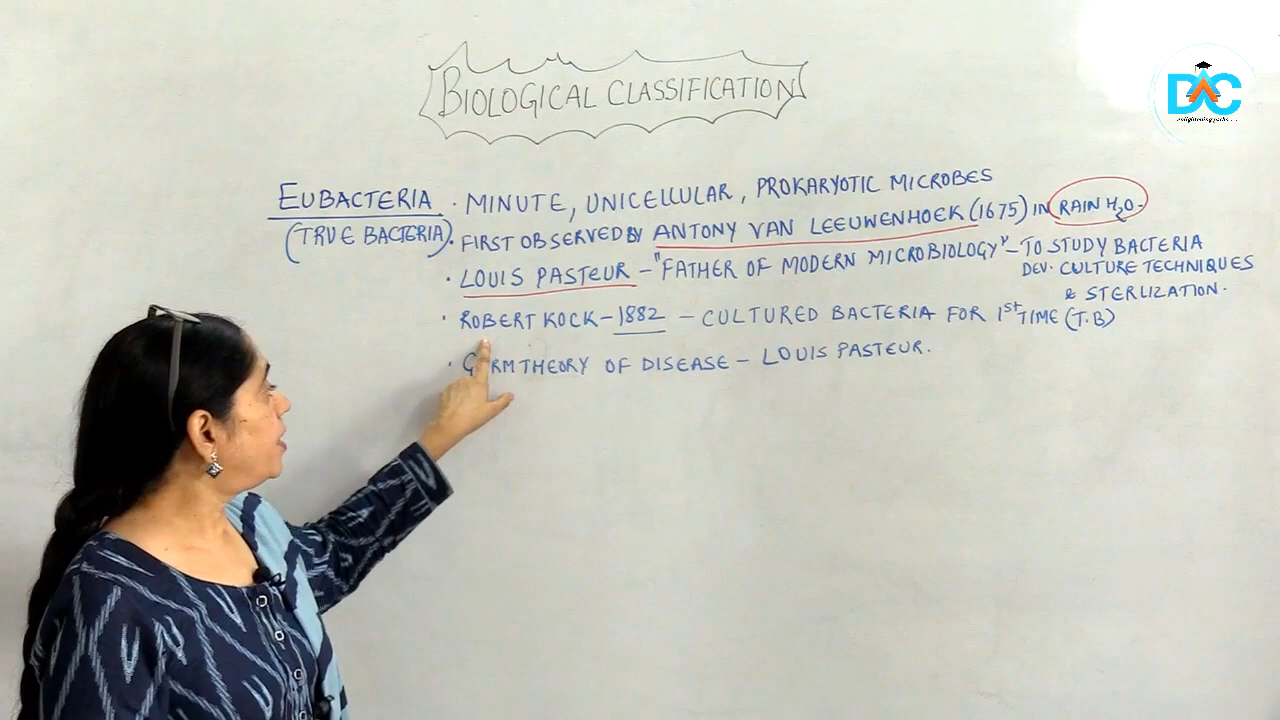 BIOLOGICAL CLASSIFICATION
DAC
EUBACTERIA · MINUTE, UNICELLULAR, PROKARYOTIC MICROBES
(TRUE BACTERIA) · FIRST OBSERVED BY ANTONY VAN LEEUWENHOEK (1675) IN RAIN H2O.
· LOUIS PASTEUR - "FATHER OF MODERN MICROBIOLOGY" - TO STUDY BACTERIA
DEV. CULTURE TECHNIQUES
& STERLIZATION.
· ROBERT KOCK - 1882 - CULTURED BACTERIA FOR 1ST TIME (T.B)
· GERM THEORY OF DISEASE - LOUIS PASTEUR.